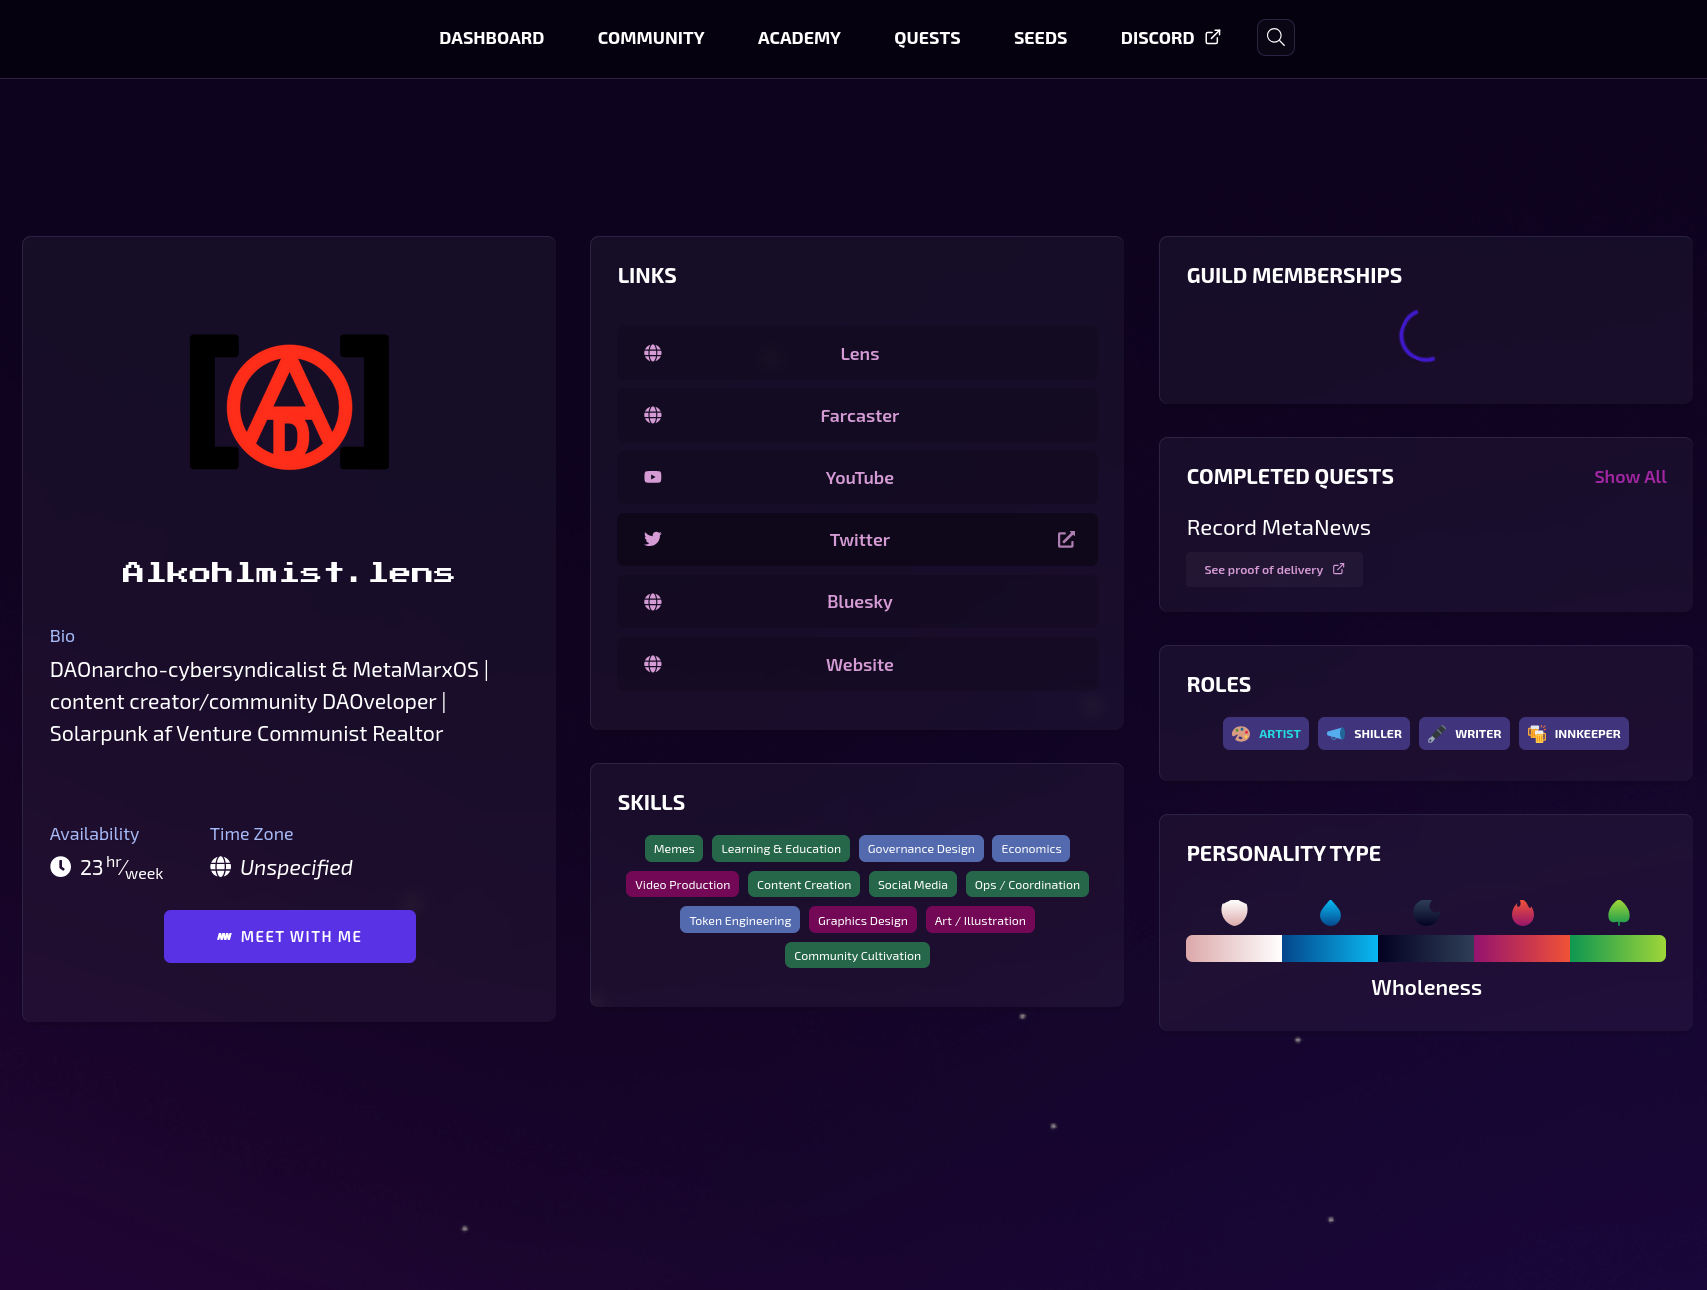 DASHBOARD
COMMUNITY
ACADEMY
QUESTS
SEEDS
DISCORD
AD
Alkohlmist.lens
Bio
DAOnarcho-cybersyndicalist & MetaMarxOS |
content creator/community DAOveloper |
Solarpunk af Venture Communist Realtor
Availability
23 hr/week
Time Zone
Unspecified
MEET WITH ME
LINKS
Lens
Farcaster
YouTube
Twitter
Bluesky
Website
SKILLS
Memes
Learning & Education
Governance Design
Economics
Video Production
Content Creation
Social Media
Ops / Coordination
Token Engineering
Graphics Design
Art / Illustration
Community Cultivation
GUILD MEMBERSHIPS
COMPLETED QUESTS
Show All
Record MetaNews
See proof of delivery
ROLES
ARTIST
SHILLER
WRITER
INNKEEPER
PERSONALITY TYPE
Wholeness